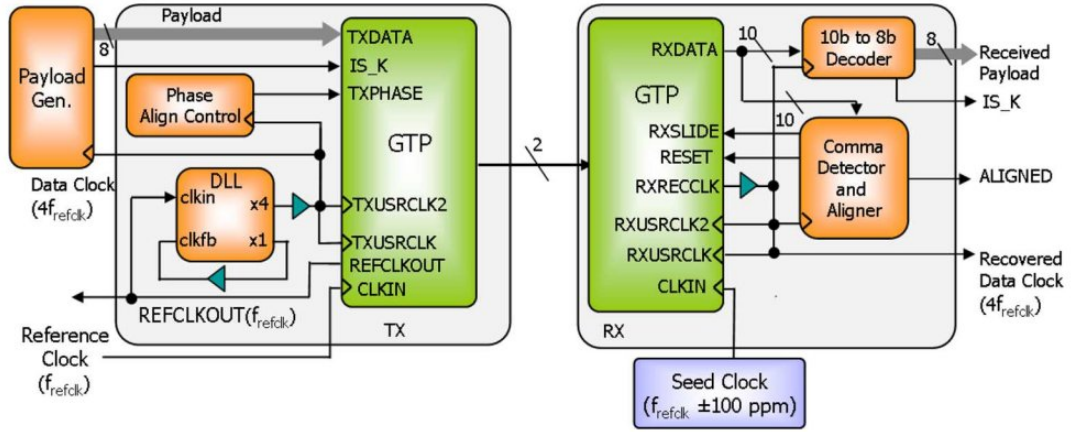 Payload
8
Payload
Gen.
TXDATA
IS_K
TXPHASE
GTP
Phase
Align Control
Data Clock
(4f_refclk)
DLL
clkin
x4
clkfb
x1
TXUSRCLK2
TXUSRCLK
REFCLKOUT
CLKIN
REFCLKOUT(f_refclk)
TX
Reference
Clock
(f_refclk)
2
RXDATA
GTP
RXSLIDE
RESET
RXRECCLK
RXUSRCLK2
RXUSRCLK
CLKIN
RX
10
10b to 8b
Decoder
8
Received
Payload
IS_K
10
Comma
Detector
and
Aligner
ALIGNED
Recovered
Data Clock
(4f_refclk)
Seed Clock
(f_refclk ±100 ppm)